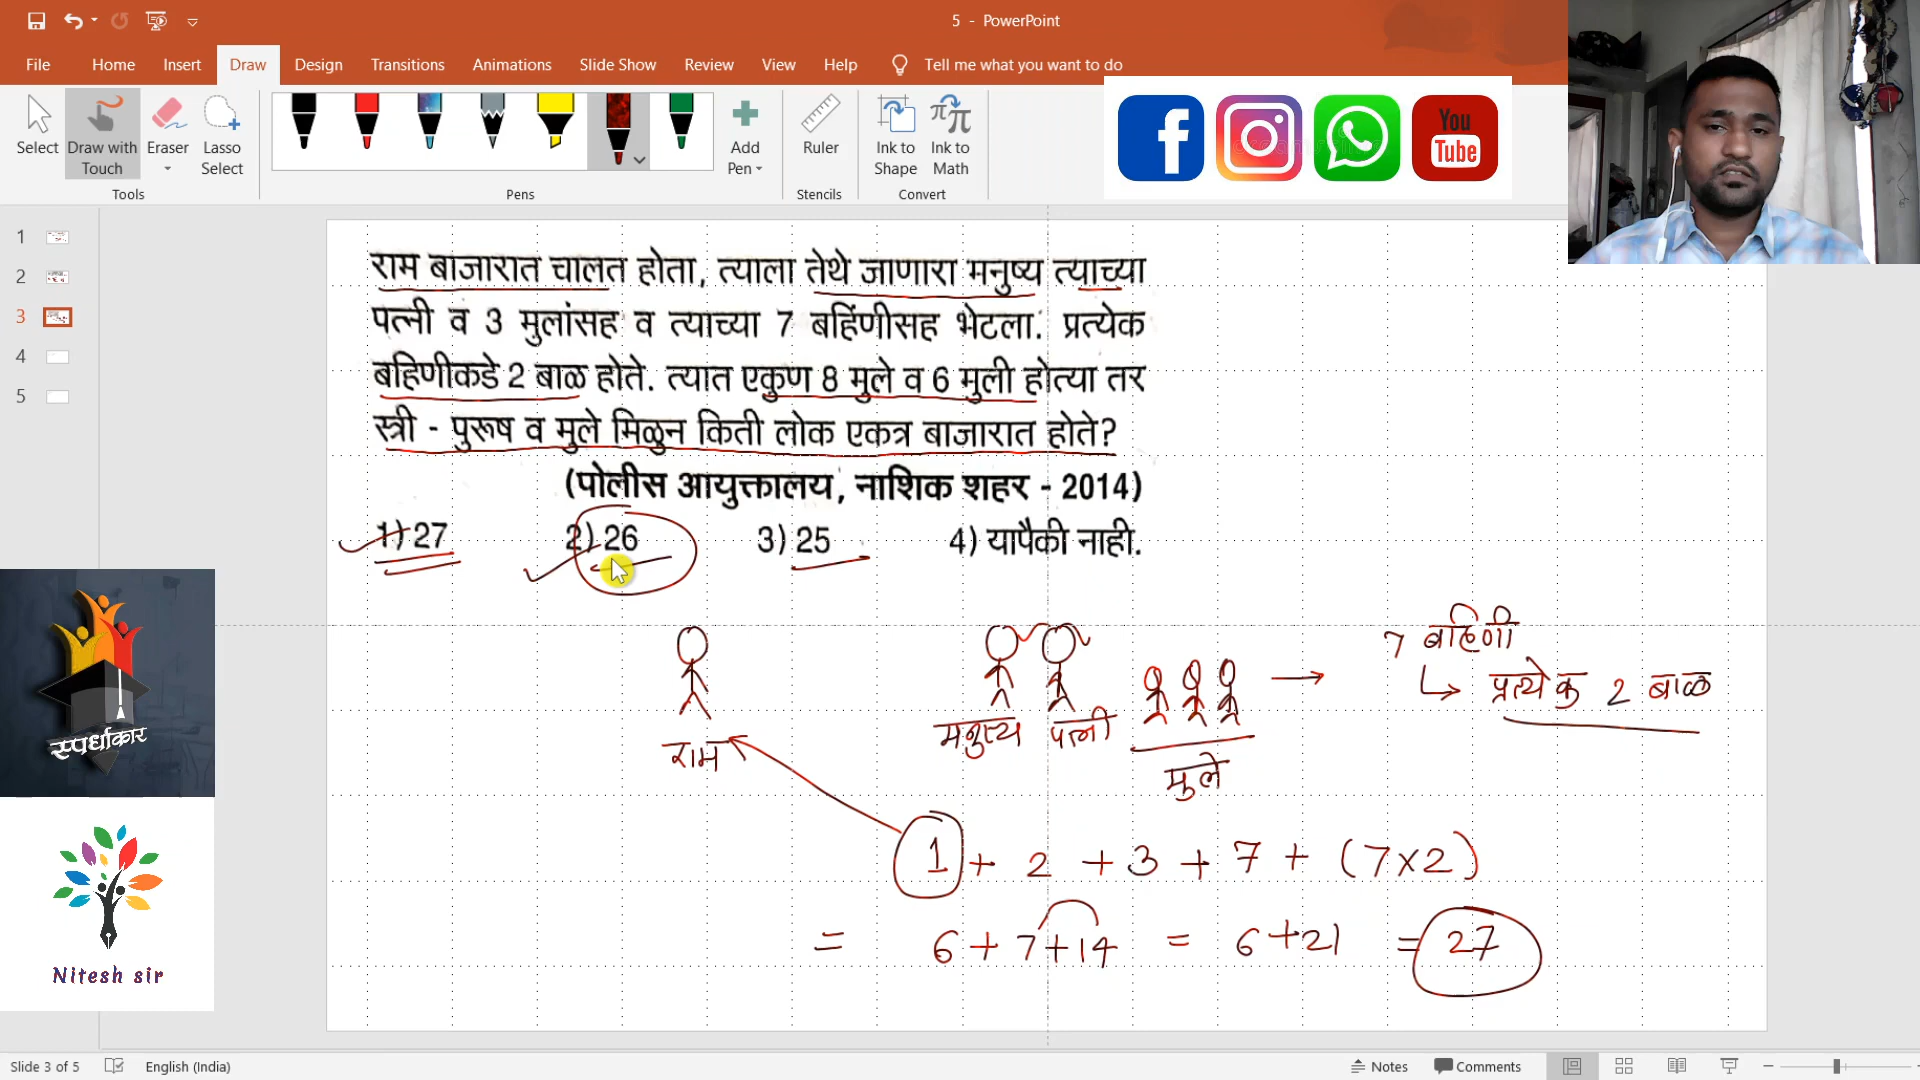 5 - PowerPoint
File Home Insert Draw Design Transitions Animations Slide Show Review View Help Tell me what you want to do
Select
Draw with Touch
Eraser
Lasso Select
Tools
Pens
Add Pen
Ruler
Stencils
Ink to Shape
Ink to Math
Convert
You Tube
1
2
3
4
5
राम बाजारात चालत होता, त्याला तेथे जाणारा मनुष्य त्याच्या
पत्नी व 3 मुलांसह व त्याच्या 7 बहिंणीसह भेटला. प्रत्येक
बहिणीकडे 2 बाळ होते. त्यात एकुण 8 मुले व 6 मुली होत्या तर
स्त्री - पुरूष व मुले मिळुन किती लोक एकत्र बाजारात होते?
(पोलीस आयुक्तालय, नाशिक शहर - 2014)
1) 27 2) 26 3) 25 4) यापैकी नाही.
राम
मनुष्य पत्नी
मुले
7 बहिणी
प्रत्येक 2 बाळ
1 + 2 + 3 + 7 + (7×2)
= 6 + 7 + 14 = 6 + 21 = 27
स्पर्धाकार
Nitesh sir
Slide 3 of 5 English (India) Notes Comments